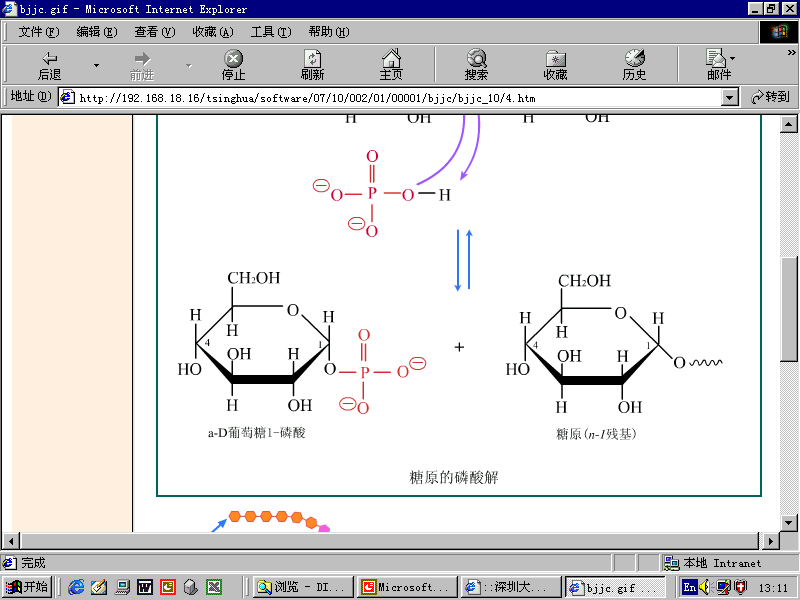 bjjc.gif - Microsoft Internet Explorer
文件(F) 编辑(E) 查看(V) 收藏(A) 工具(T) 帮助(H)
后退 前进 停止 刷新 主页 搜索 收藏 历史 邮件
地址(D) http://192.168.18.16/tsinghua/software/07/10/002/01/00001/bjjc/bjjc_10/4.htm 转到
H OH H OH
O
O P O H
O
CH₂OH CH₂OH
H O H H O H
H H
4 1 4 1
HO OH H O P O HO OH H O
O O
H OH H OH
+
a-D葡萄糖1-磷酸 糖原(n-1残基)
糖原的磷酸解
完成 本地 Intranet
开始 浏览 - DI... Microsoft... ::深圳大... bjjc.gif ... En 13:11